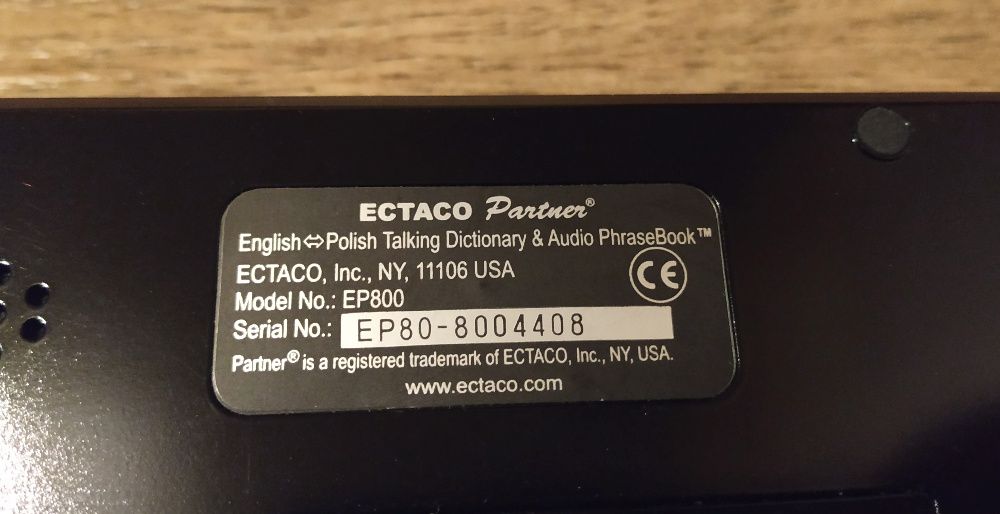 ECTACO Partner®
English⇔Polish Talking Dictionary & Audio PhraseBook™
ECTACO, Inc., NY, 11106 USA
CE
Model No.: EP800
Serial No.: EP80-8004408
Partner® is a registered trademark of ECTACO, Inc., NY, USA.
www.ectaco.com